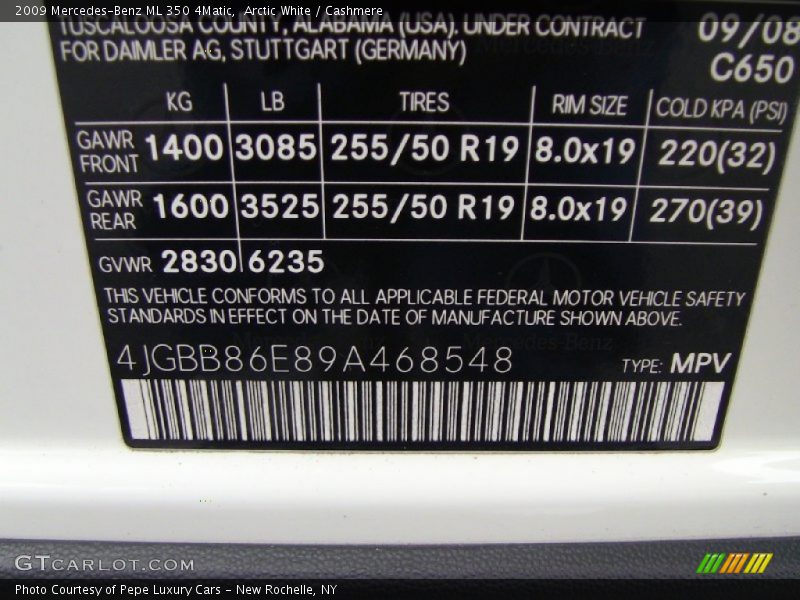 2009 Mercedes-Benz ML 350 4Matic,  Arctic White / Cashmere
TUSCALOOSA COUNTY, ALABAMA (USA). UNDER CONTRACT 09/08
FOR DAIMLER AG, STUTTGART (GERMANY) C650
KG LB TIRES RIM SIZE COLD KPA (PSI)
GAWR FRONT 1400 3085 255/50 R19 8.0x19 220(32)
GAWR REAR 1600 3525 255/50 R19 8.0x19 270(39)
GVWR 2830 6235
THIS VEHICLE CONFORMS TO ALL APPLICABLE FEDERAL MOTOR VEHICLE SAFETY
STANDARDS IN EFFECT ON THE DATE OF MANUFACTURE SHOWN ABOVE.
4JGBB86E89A468548 TYPE: MPV
GTCARLOT.COM
Photo Courtesy of Pepe Luxury Cars - New Rochelle, NY